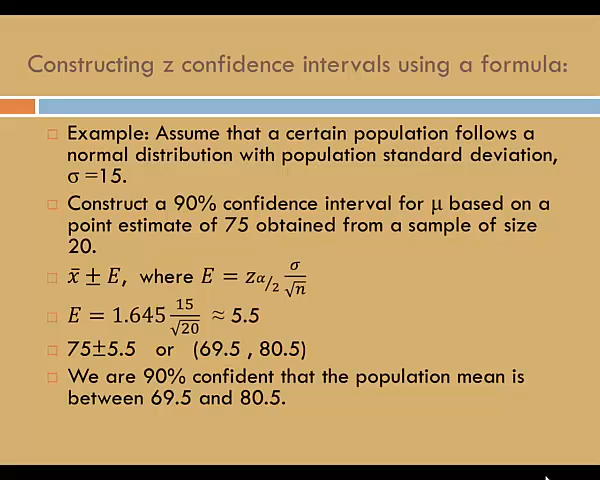 Constructing z confidence intervals using a formula:
Example: Assume that a certain population follows a
normal distribution with population standard deviation,
σ =15.
Construct a 90% confidence interval for μ based on a
point estimate of 75 obtained from a sample of size
20.
x̄ ± E, where E = z_{α/2} σ/√n
E = 1.645 15/√20 ≈ 5.5
75±5.5 or (69.5 , 80.5)
We are 90% confident that the population mean is
between 69.5 and 80.5.